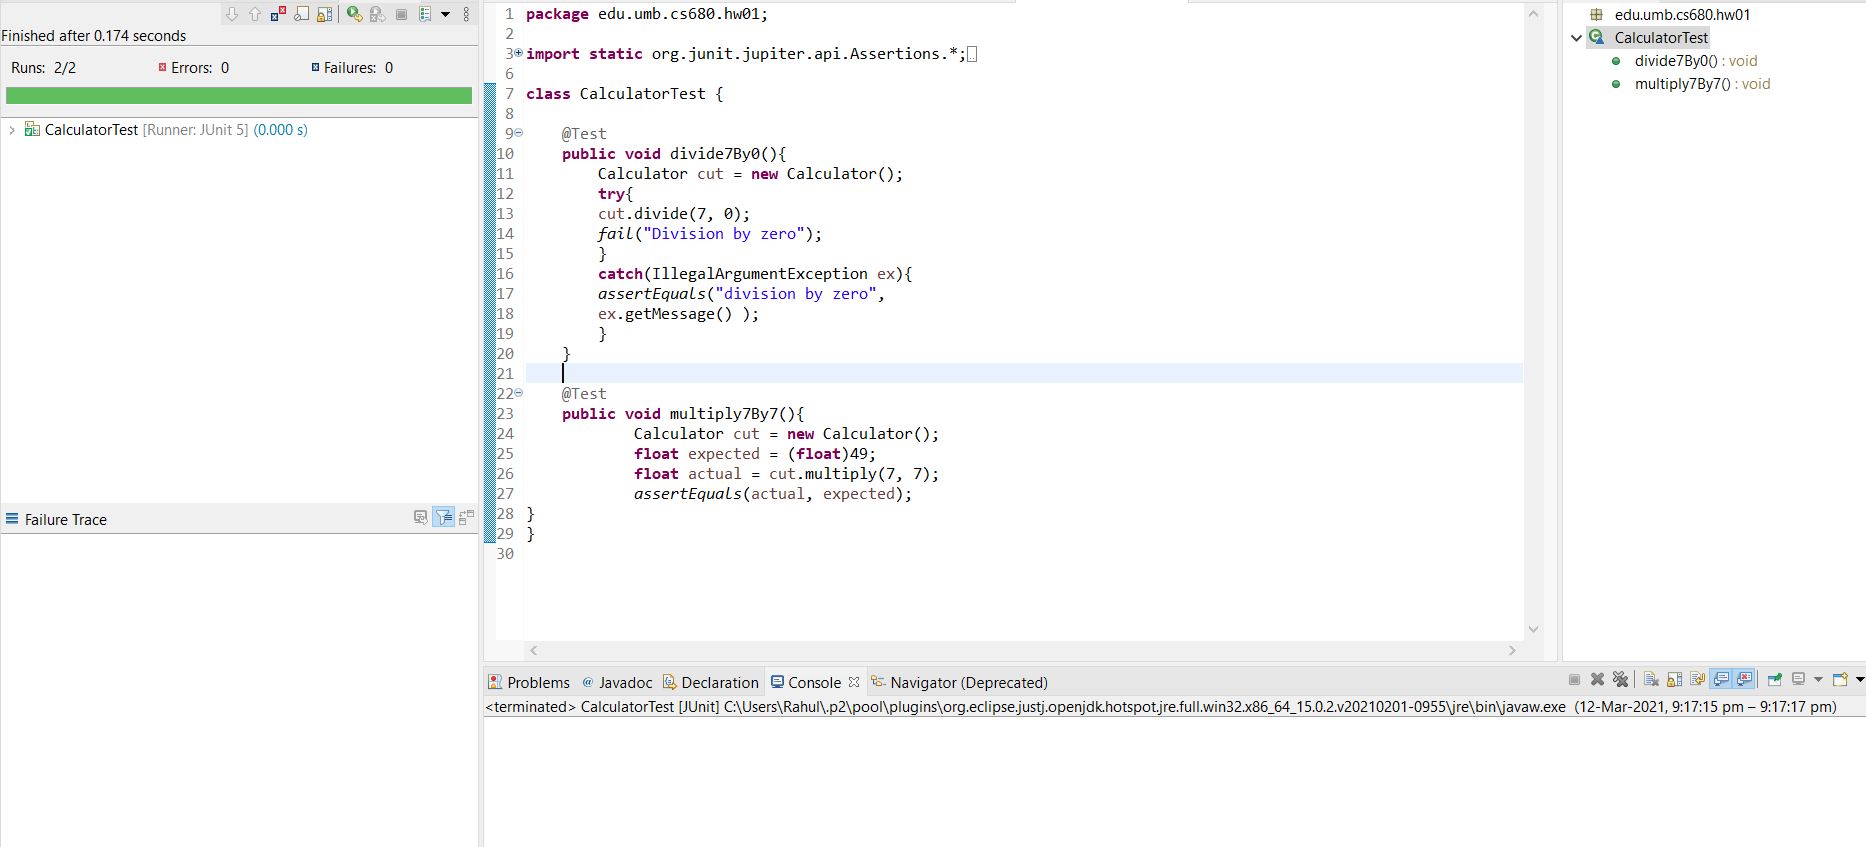 Finished after 0.174 seconds
Runs: 2/2 Errors: 0 Failures: 0
CalculatorTest [Runner: JUnit 5] (0.000 s)
Failure Trace
1 package edu.umb.cs680.hw01;
2
3 import static org.junit.jupiter.api.Assertions.*;
6
7 class CalculatorTest {
8
9 @Test
10 public void divide7By0(){
11 Calculator cut = new Calculator();
12 try{
13 cut.divide(7, 0);
14 fail("Division by zero");
15 }
16 catch(IllegalArgumentException ex){
17 assertEquals("division by zero",
18 ex.getMessage() );
19 }
20 }
21
22 @Test
23 public void multiply7By7(){
24 Calculator cut = new Calculator();
25 float expected = (float)49;
26 float actual = cut.multiply(7, 7);
27 assertEquals(actual, expected);
28 }
29 }
30
edu.umb.cs680.hw01
CalculatorTest
divide7By0() : void
multiply7By7() : void
Problems @ Javadoc Declaration Console Navigator (Deprecated)
<terminated> CalculatorTest [JUnit] C:\Users\Rahul\.p2\pool\plugins\org.eclipse.justj.openjdk.hotspot.jre.full.win32.x86_64_15.0.2.v20210201-0955\jre\bin\javaw.exe (12-Mar-2021, 9:17:15 pm – 9:17:17 pm)